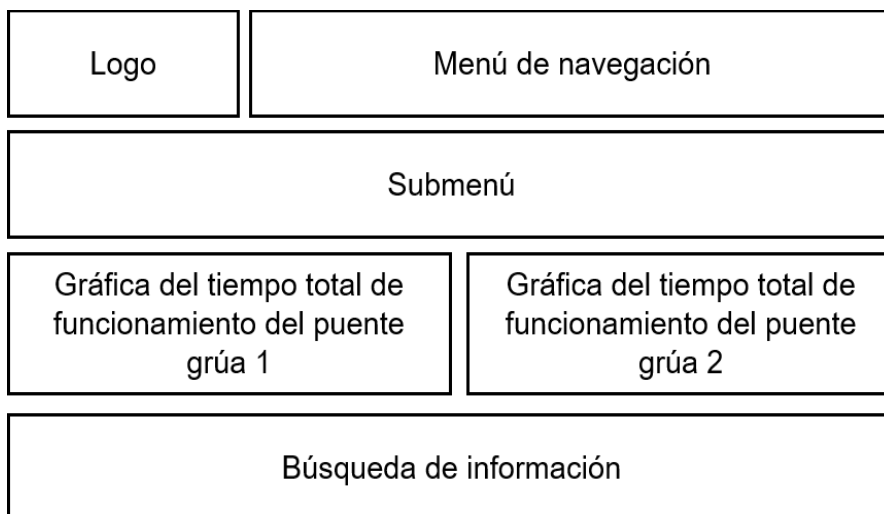 Logo
Menú de navegación
Submenú
Gráfica del tiempo total de
funcionamiento del puente
grúa 1
Gráfica del tiempo total de
funcionamiento del puente
grúa 2
Búsqueda de información